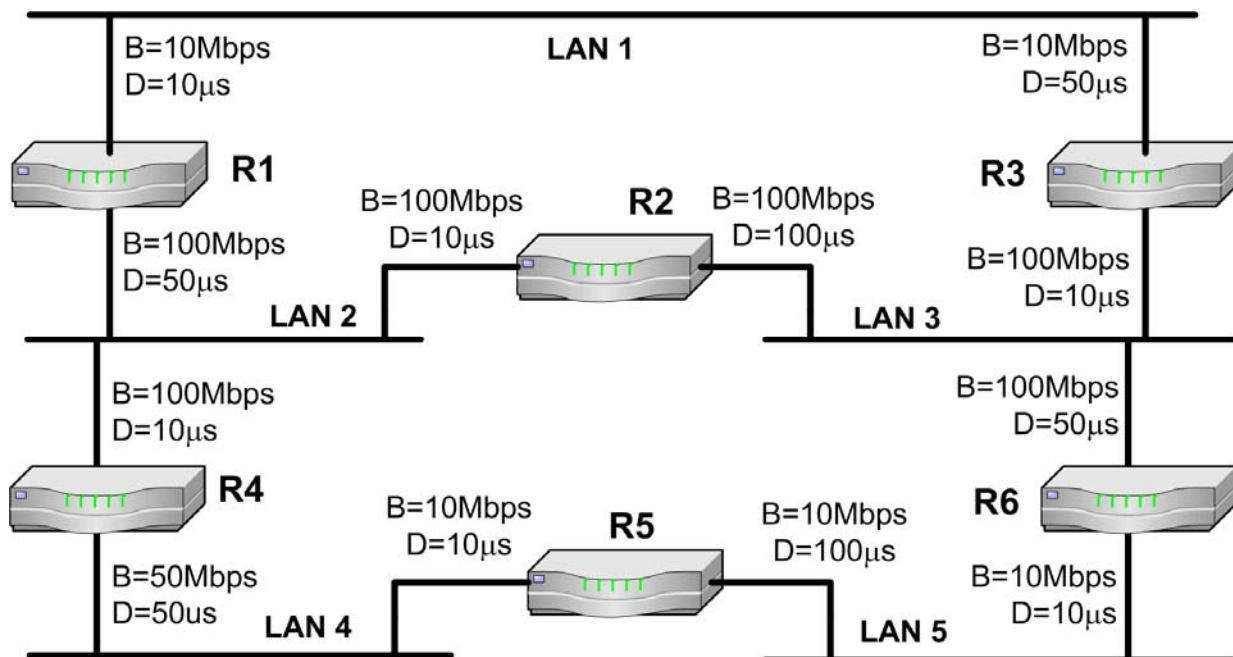 B=10Mbps
D=10μs
LAN 1
B=10Mbps
D=50μs
R1
R3
B=100Mbps
D=50μs
B=100Mbps
D=10μs
R2
B=100Mbps
D=100μs
B=100Mbps
D=10μs
LAN 2
LAN 3
B=100Mbps
D=10μs
B=100Mbps
D=50μs
R4
R6
B=10Mbps
D=10μs
R5
B=10Mbps
D=100μs
B=50Mbps
D=50us
B=10Mbps
D=10μs
LAN 4
LAN 5